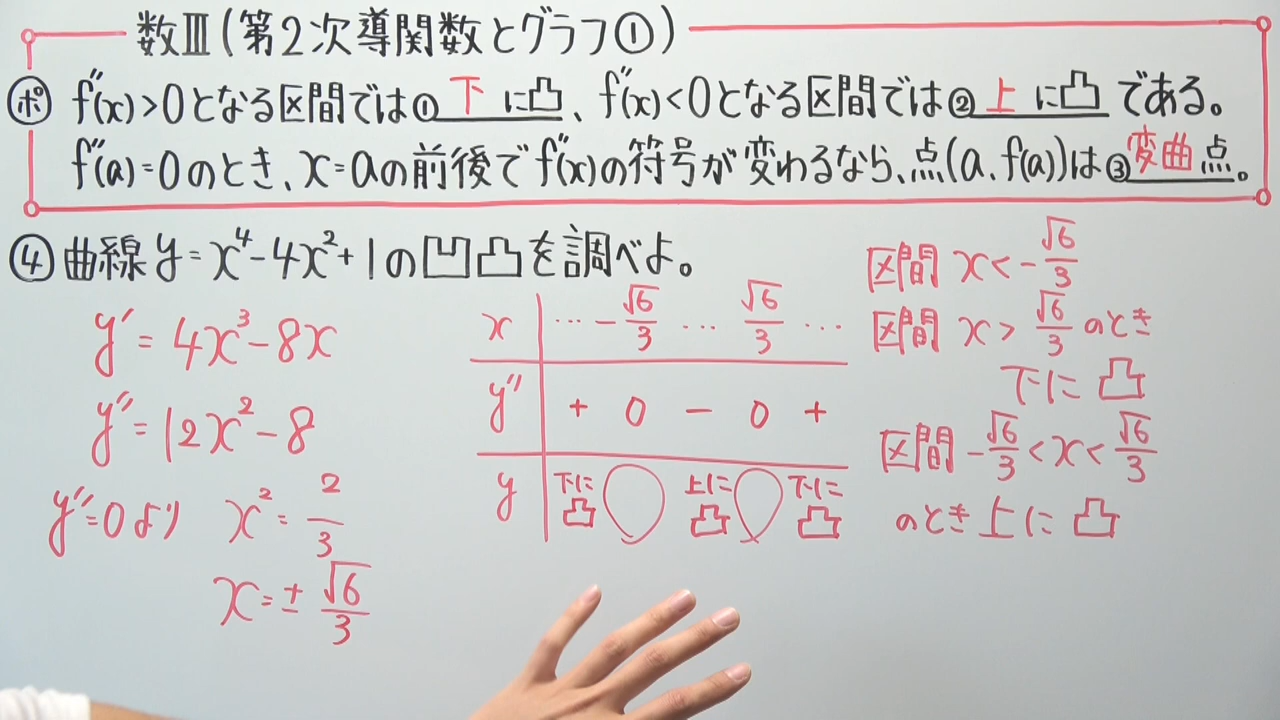 数Ⅲ(第2次導関数とグラフ①)
ポ f''(x)>0となる区間では① 下 に凸、f''(x)<0となる区間では② 上 に凸 である。
f''(a)=0のとき、x=aの前後でf''(x)の符号が変わるなら、点(a, f(a))は③ 変曲 点。
④ 曲線 y=x⁴-4x²+1の凹凸を調べよ。
y'=4x³-8x
y''=12x²-8
y''=0より x²=2/3
x=±√6/3
x … -√6/3 … √6/3 …
y'' + 0 - 0 +
y 下に凸 上に凸 下に凸
区間 x<-√6/3
区間 x>√6/3 のとき
下に凸
区間 -√6/3<x<√6/3
のとき上に凸